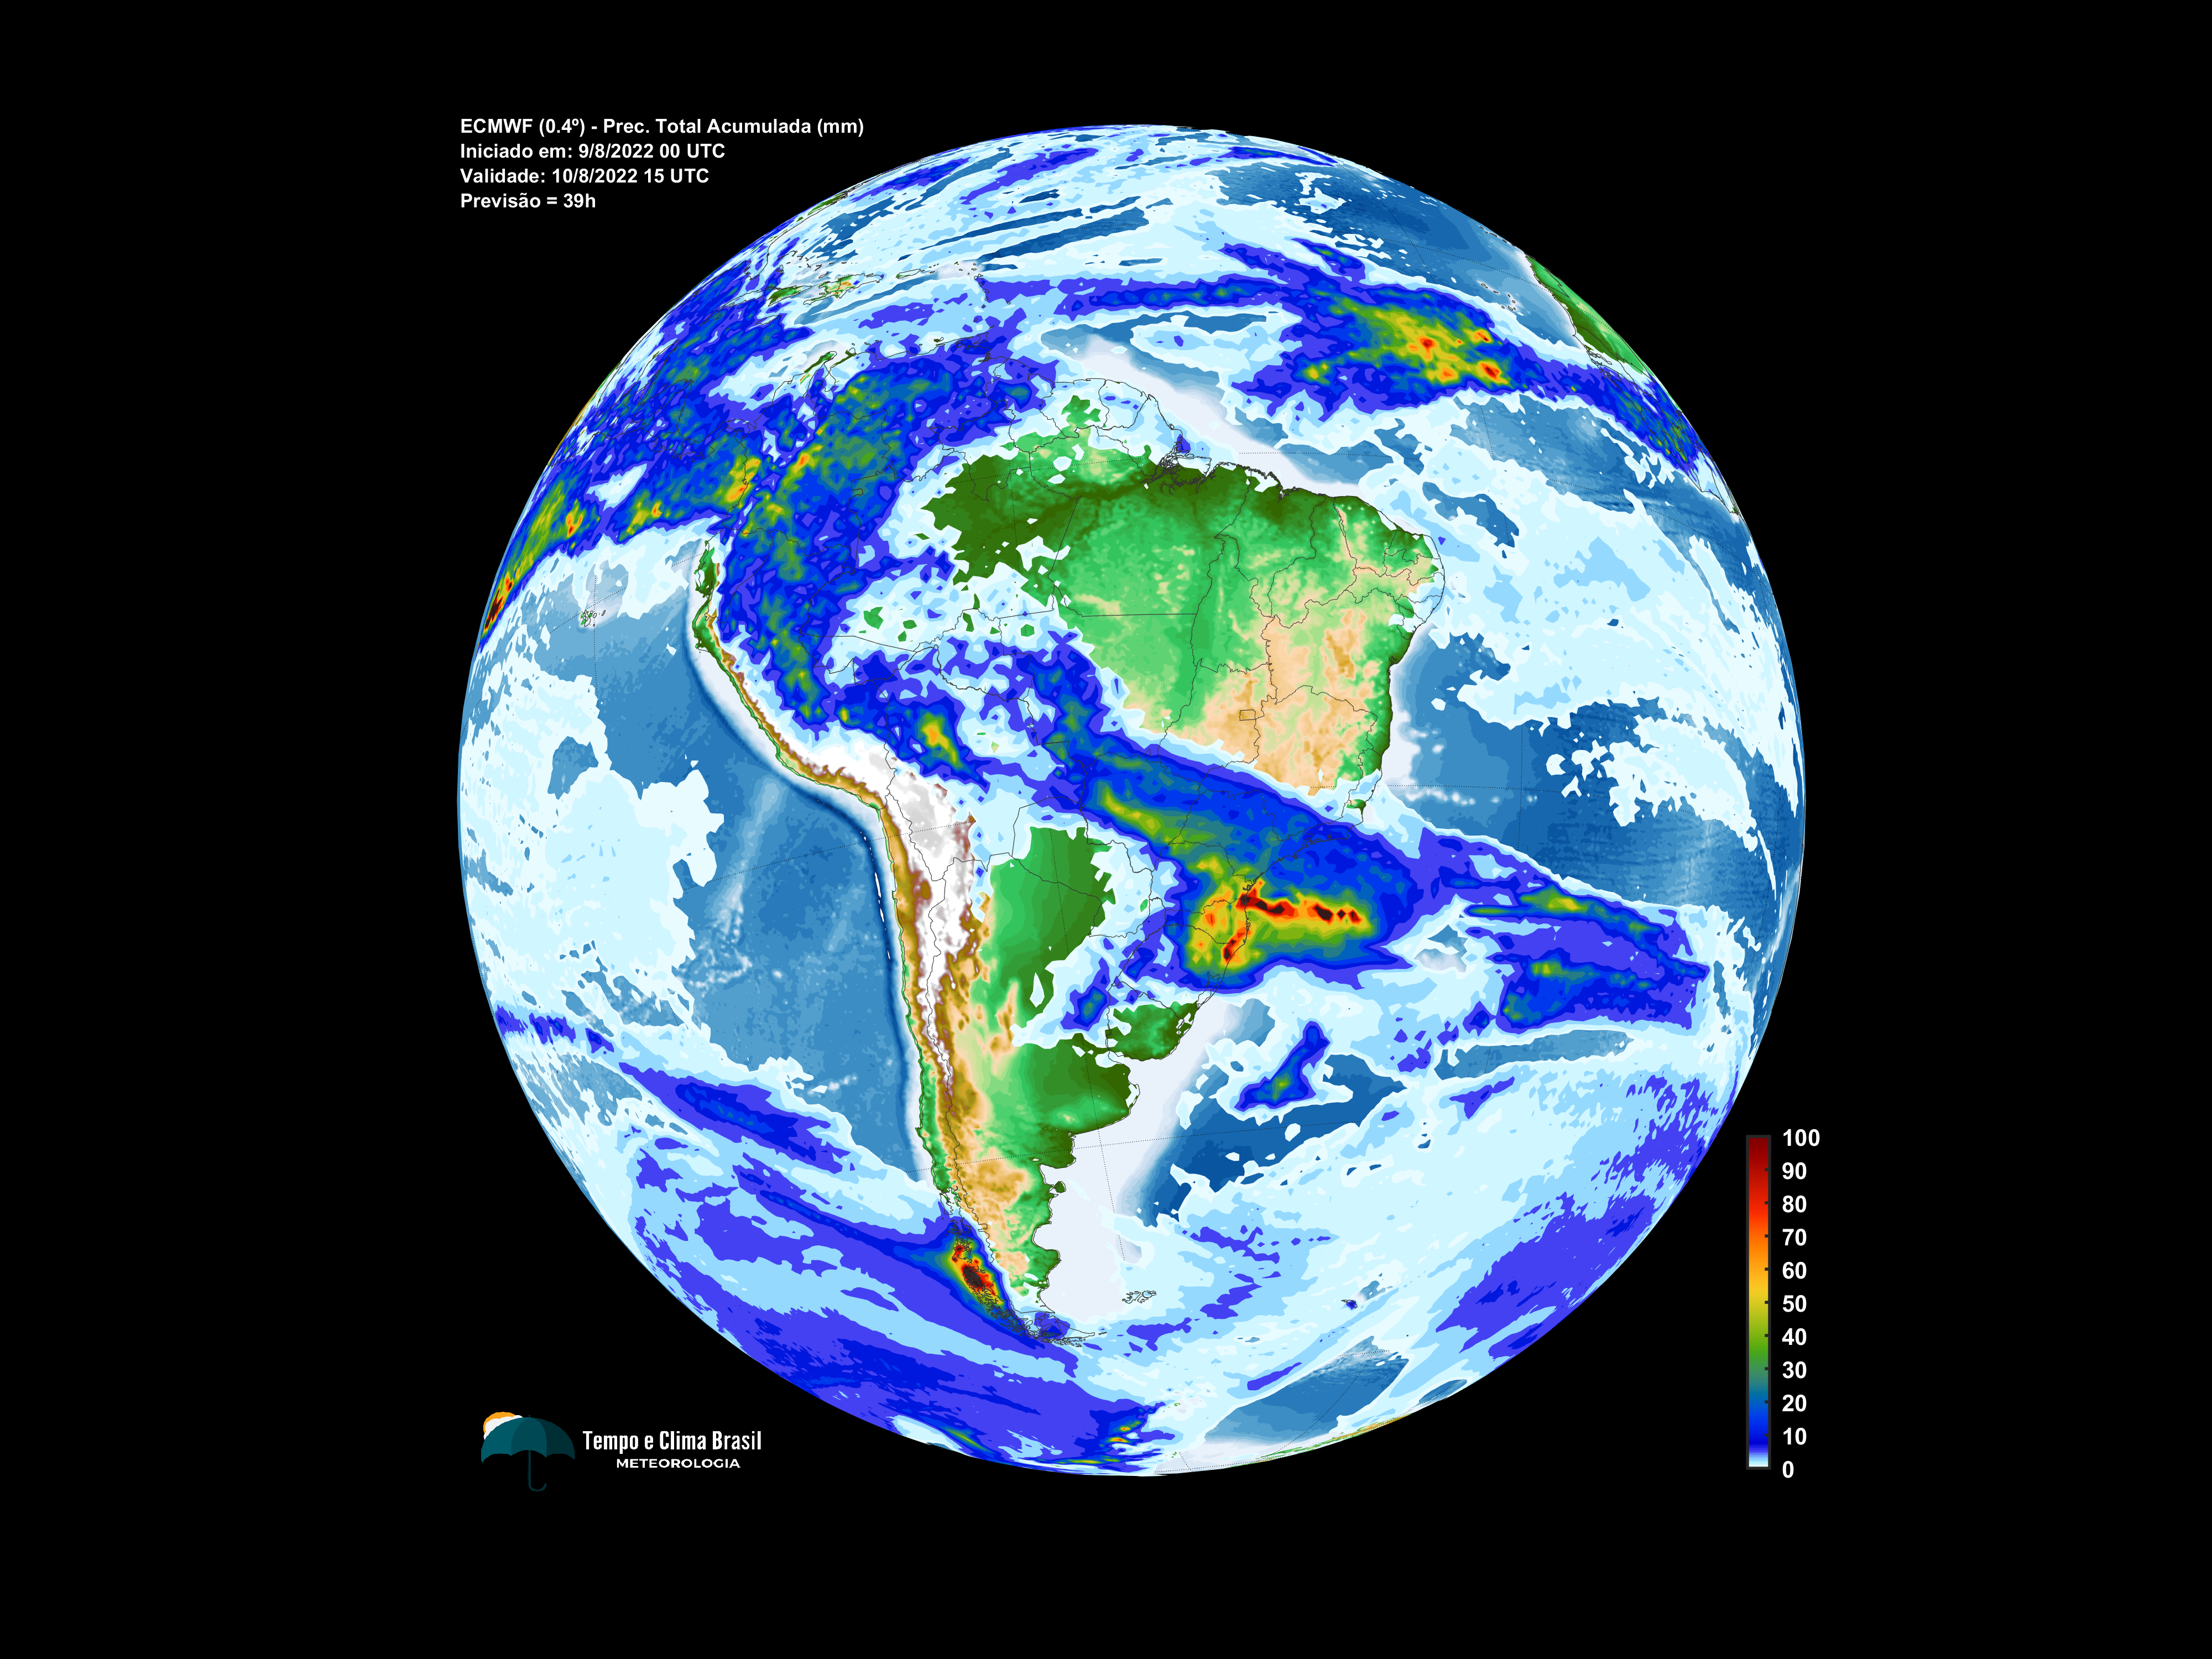 ECMWF (0.4º) - Prec. Total Acumulada (mm)
Iniciado em: 9/8/2022 00 UTC
Validade: 10/8/2022 15 UTC
Previsão = 39h
100
90
80
70
60
50
40
30
20
10
0
Tempo e Clima Brasil
METEOROLOGIA